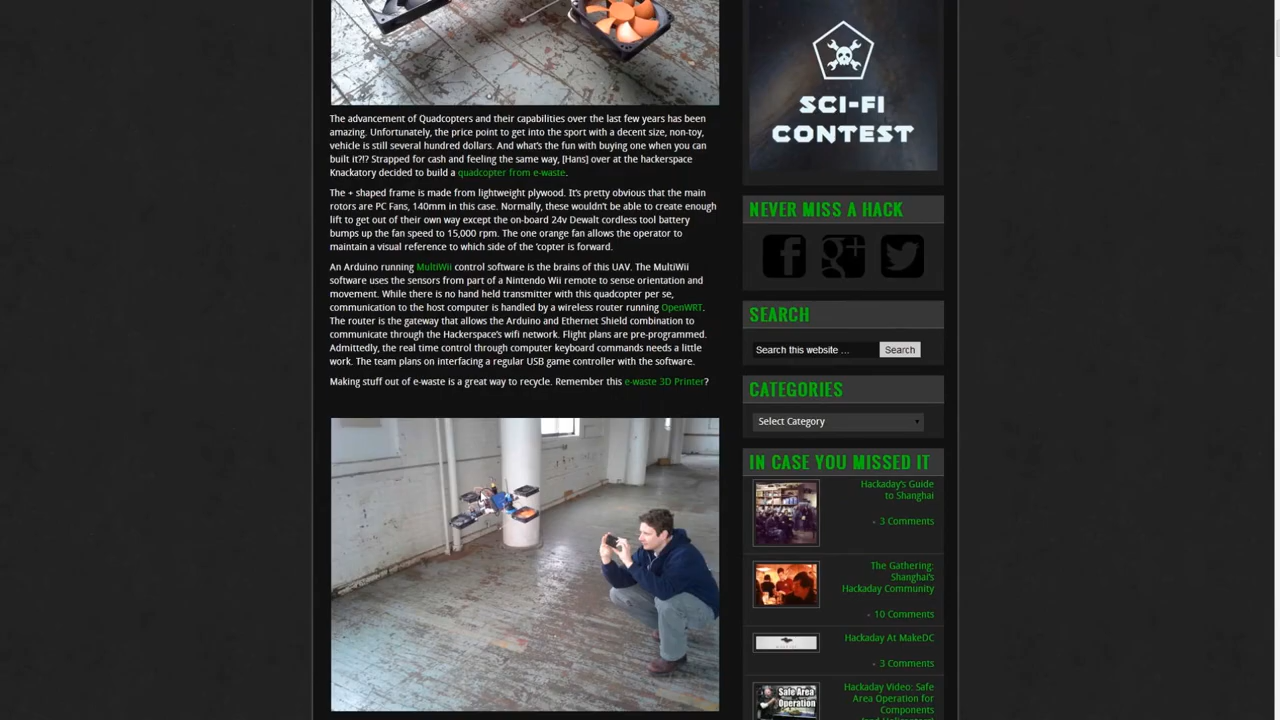 The advancement of Quadcopters and their capabilities over the last few years has been
amazing. Unfortunately, the price point to get into the sport with a decent size, non-toy,
vehicle is still several hundred dollars. And what's the fun with buying one when you can
built it?!? Strapped for cash and feeling the same way, [Hans] over at the hackerspace
Knackatory decided to build a quadcopter from e-waste.
The + shaped frame is made from lightweight plywood. It's pretty obvious that the main
rotors are PC Fans, 140mm in this case. Normally, these wouldn't be able to create enough
lift to get out of their own way except the on-board 24v Dewalt cordless tool battery
bumps up the fan speed to 15,000 rpm. The one orange fan allows the operator to
maintain a visual reference to which side of the 'copter is forward.
An Arduino running MultiWii control software is the brains of this UAV. The MultiWii
software uses the sensors from part of a Nintendo Wii remote to sense orientation and
movement. While there is no hand held transmitter with this quadcopter per se,
communication to the host computer is handled by a wireless router running OpenWRT.
The router is the gateway that allows the Arduino and Ethernet Shield combination to
communicate through the Hackerspace's wifi network. Flight plans are pre-programmed.
Admittedly, the real time control through computer keyboard commands needs a little
work. The team plans on interfacing a regular USB game controller with the software.
Making stuff out of e-waste is a great way to recycle. Remember this e-waste 3D Printer?
SCI-FI
CONTEST
NEVER MISS A HACK
SEARCH
Search this website ...
Search
CATEGORIES
Select Category
IN CASE YOU MISSED IT
Hackaday's Guide
to Shanghai
3 Comments
The Gathering:
Shanghai's
Hackaday Community
10 Comments
Hackaday At MakeDC
3 Comments
Safe Area
Operation
Hackaday Video: Safe
Area Operation for
Components